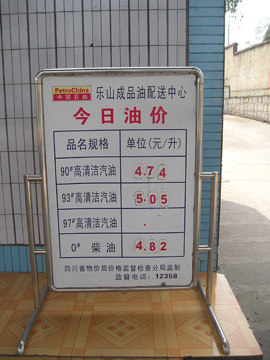 PetroChina
中国石油
乐山成品油配送中心
今日油价
品名规格 单位(元/升)
90#高清洁汽油 4.74
93#高清洁汽油 5.05
97#高清洁汽油 .
0# 柴油 4.82
四川省物价局价格监督检查分局监制
监督电话: 12358